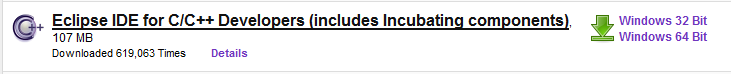 C++
Eclipse IDE for C/C++ Developers (includes Incubating components),
107 MB
Downloaded 619,063 Times Details
Windows 32 Bit
Windows 64 Bit